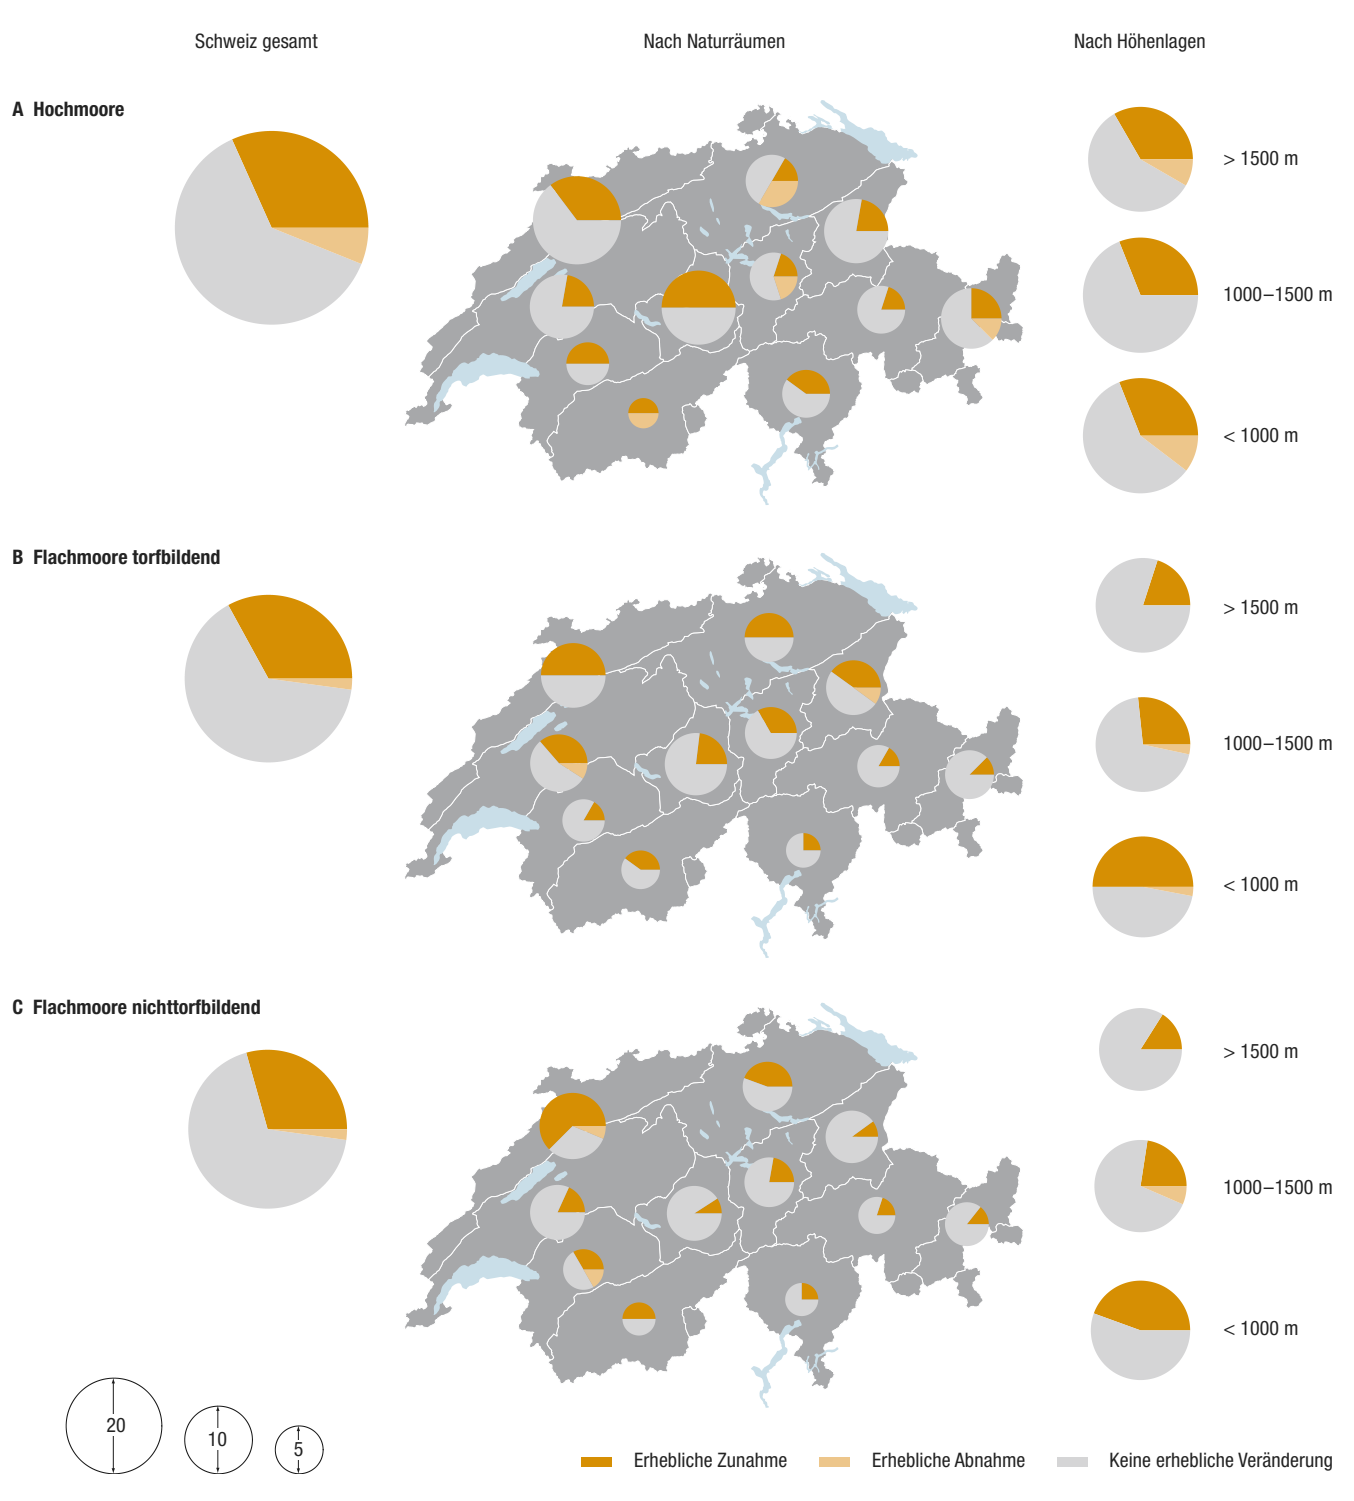 Schweiz gesamt
Nach Naturräumen
Nach Höhenlagen
A Hochmoore
> 1500 m
1000–1500 m
< 1000 m
B Flachmoore torfbildend
> 1500 m
1000–1500 m
< 1000 m
C Flachmoore nichttorfbildend
> 1500 m
1000–1500 m
< 1000 m
20
10
5
Erhebliche Zunahme
Erhebliche Abnahme
Keine erhebliche Veränderung